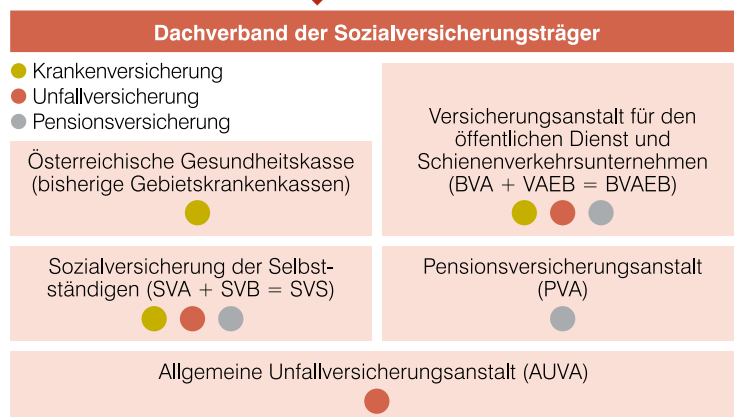 Dachverband der Sozialversicherungsträger
Krankenversicherung
Unfallversicherung
Pensionsversicherung
Österreichische Gesundheitskasse
(bisherige Gebietskrankenkassen)
Versicherungsanstalt für den
öffentlichen Dienst und
Schienenverkehrsunternehmen
(BVA + VAEB = BVAEB)
Sozialversicherung der Selbst-
ständigen (SVA + SVB = SVS)
Pensionsversicherungsanstalt
(PVA)
Allgemeine Unfallversicherungsanstalt (AUVA)